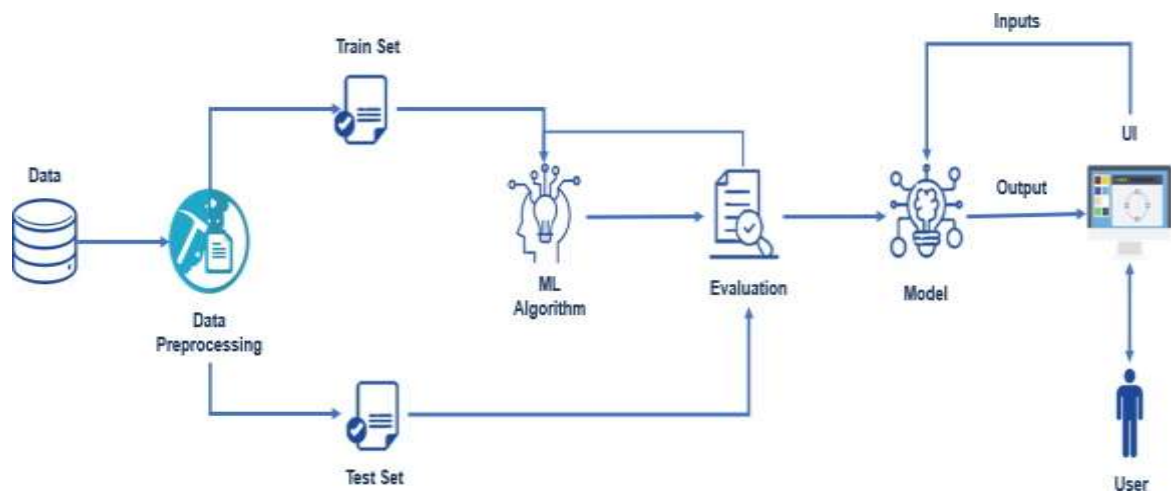 Inputs
Train Set
UI
Data
Output
ML
Algorithm
Evaluation
Model
Data
Preprocessing
Test Set
User